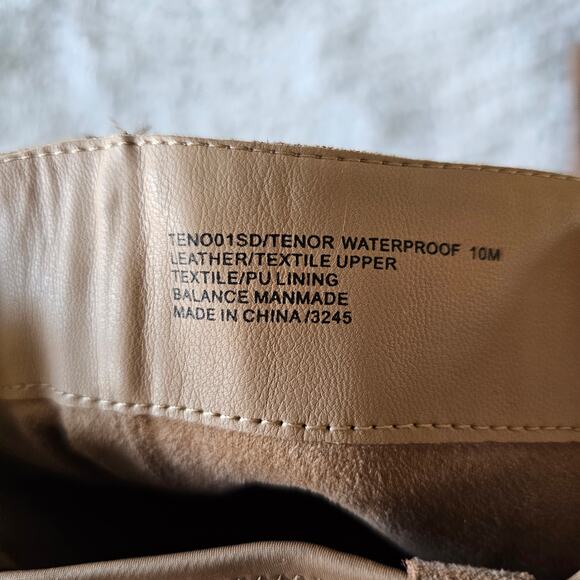 TENO01SD/TENOR WATERPROOF 10M
LEATHER/TEXTILE UPPER
TEXTILE/PU LINING
BALANCE MANMADE
MADE IN CHINA /3245